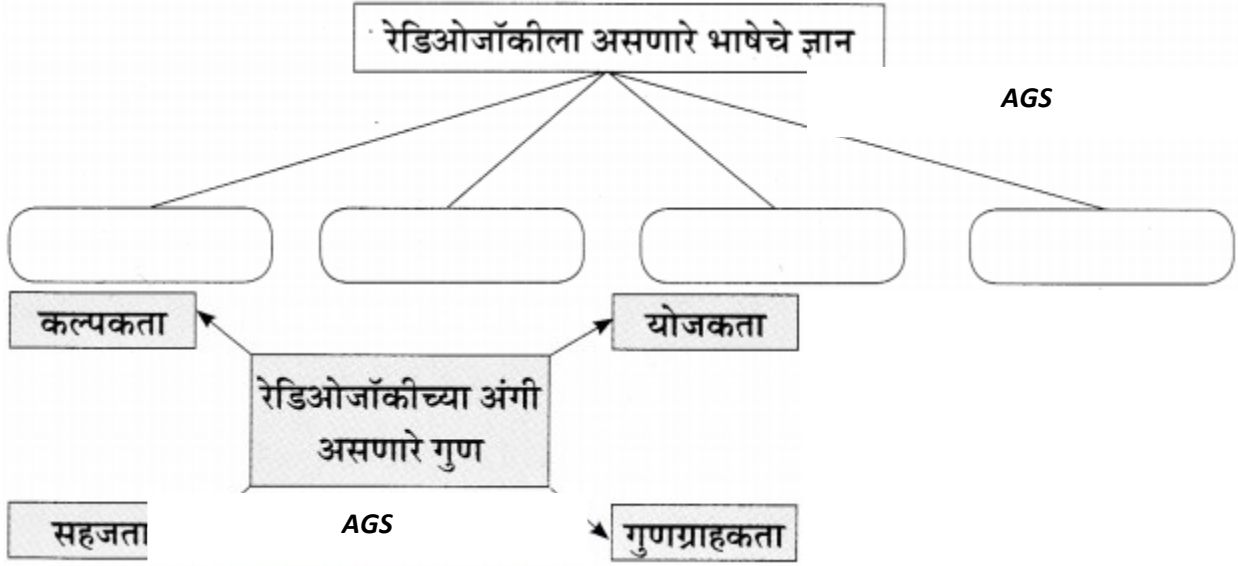 रेडिओजॉकीला असणारे भाषेचे ज्ञान
AGS
कल्पकता
योजकता
रेडिओजॉकीच्या अंगी
असणारे गुण
सहजता
AGS
गुणग्राहकता